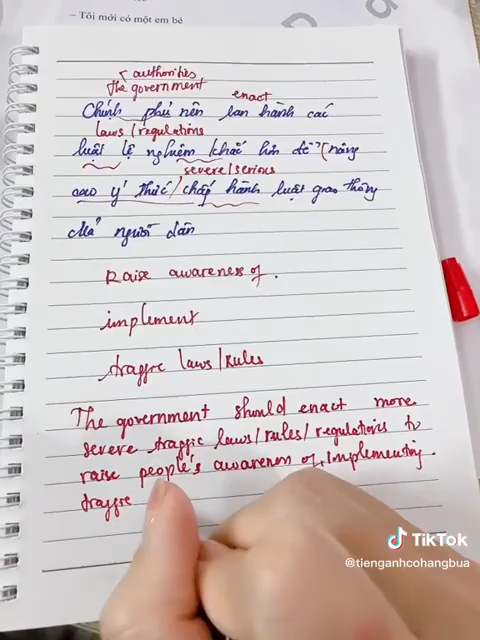 – Tôi mới có một em bé
authorities
The government
enact
Chính phủ nên ban hành các
laws/regulations
luật lệ nghiêm khắc hơn để (nâng
severe/serious
cao ý thức/chấp hành luật giao thông
của người dân
Raise awareness of.
implement
traffic laws/Rules
The government should enact more
severe traffic laws/rules/regulations to
raise people's awareness of implementing.
traffic
TikTok
@tienganhcohangbua